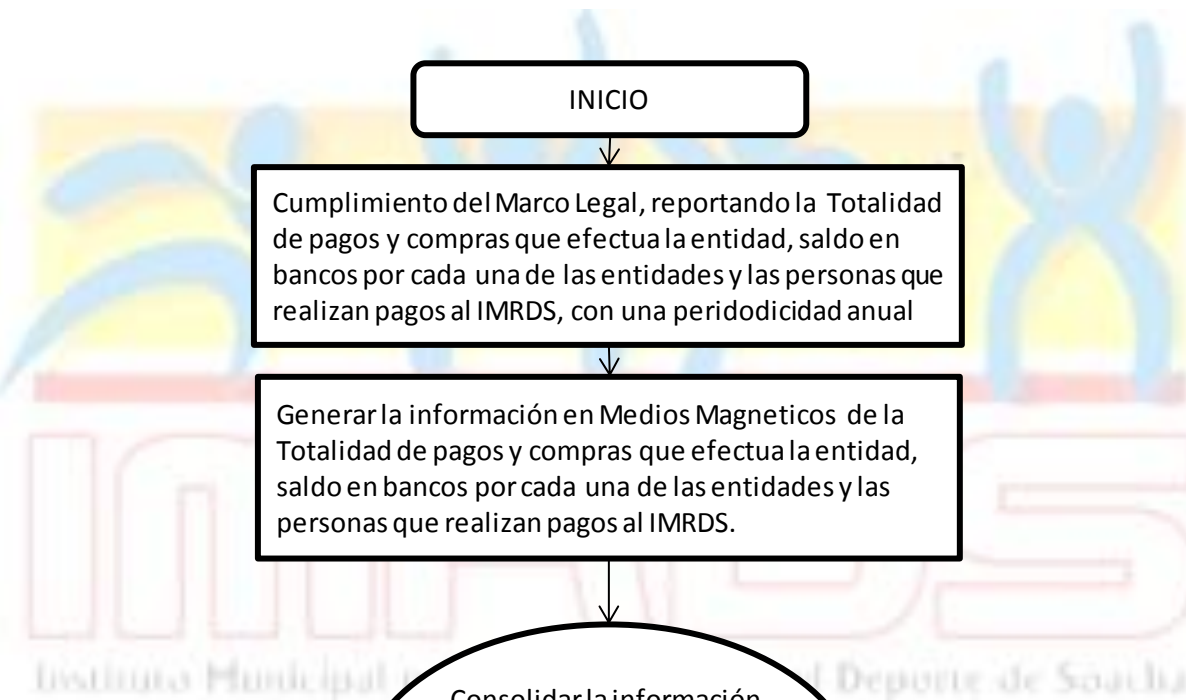 INICIO
Cumplimiento del Marco Legal, reportando la Totalidad
de pagos y compras que efectua la entidad, saldo en
bancos por cada una de las entidades y las personas que
realizan pagos al IMRDS, con una peridodicidad anual
Generar la información en Medios Magneticos de la
Totalidad de pagos y compras que efectua la entidad,
saldo en bancos por cada una de las entidades y las
personas que realizan pagos al IMRDS.
Consolidar la información
Instituto Municipal Deporte de Soacha